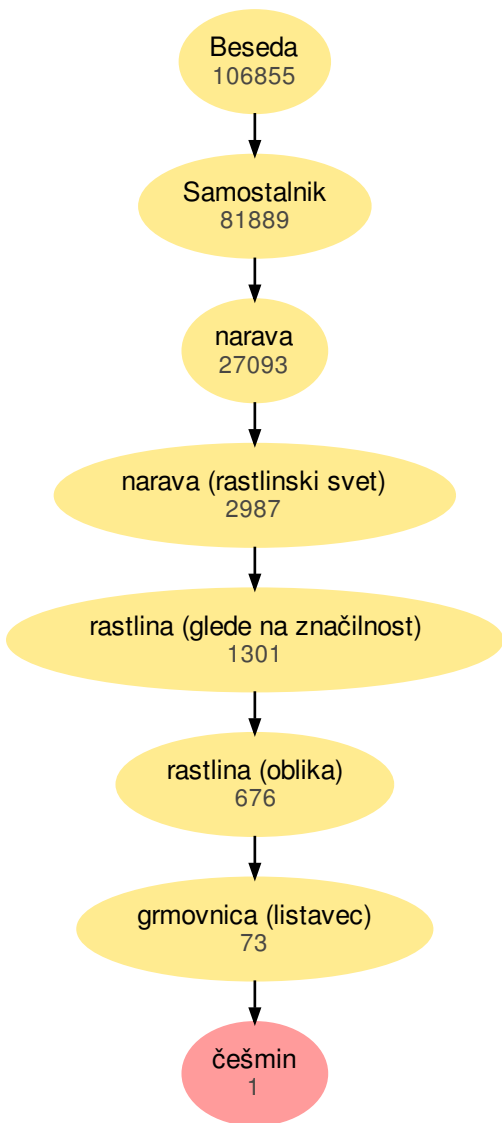 Beseda
106855
Samostalnik
81889
narava
27093
narava (rastlinski svet)
2987
rastlina (glede na značilnost)
1301
rastlina (oblika)
676
grmovnica (listavec)
73
češmin
1